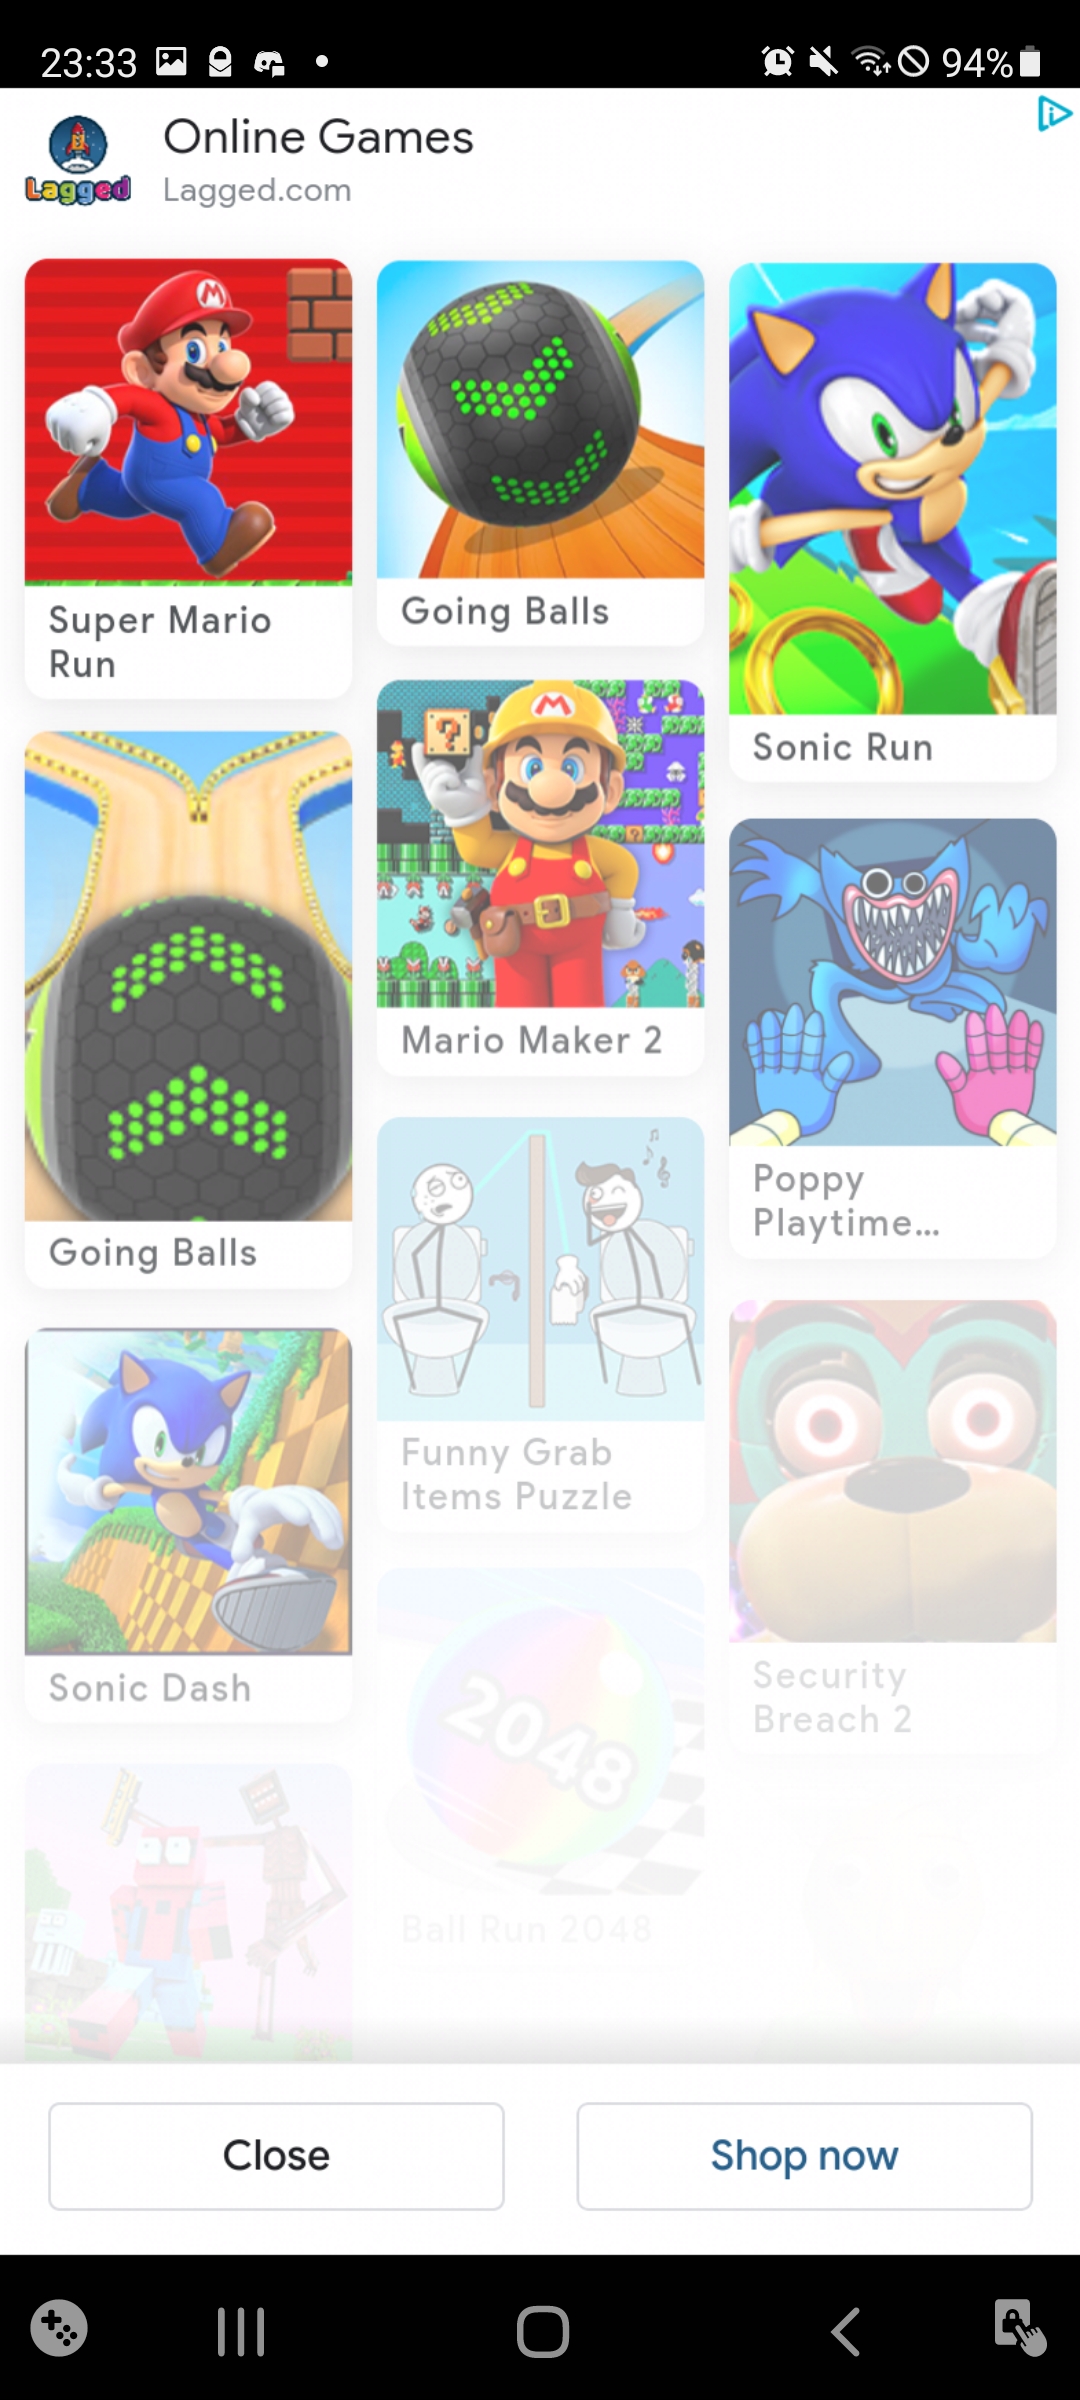 23:33
94%
Online Games
Lagged
Lagged.com
M
Super Mario
Run
Going Balls
Sonic Run
?
M
Mario Maker 2
Going Balls
Poppy
Playtime...
Funny Grab
Items Puzzle
Sonic Dash
Security
Breach 2
2048
Ball Run 2048
Close
Shop now